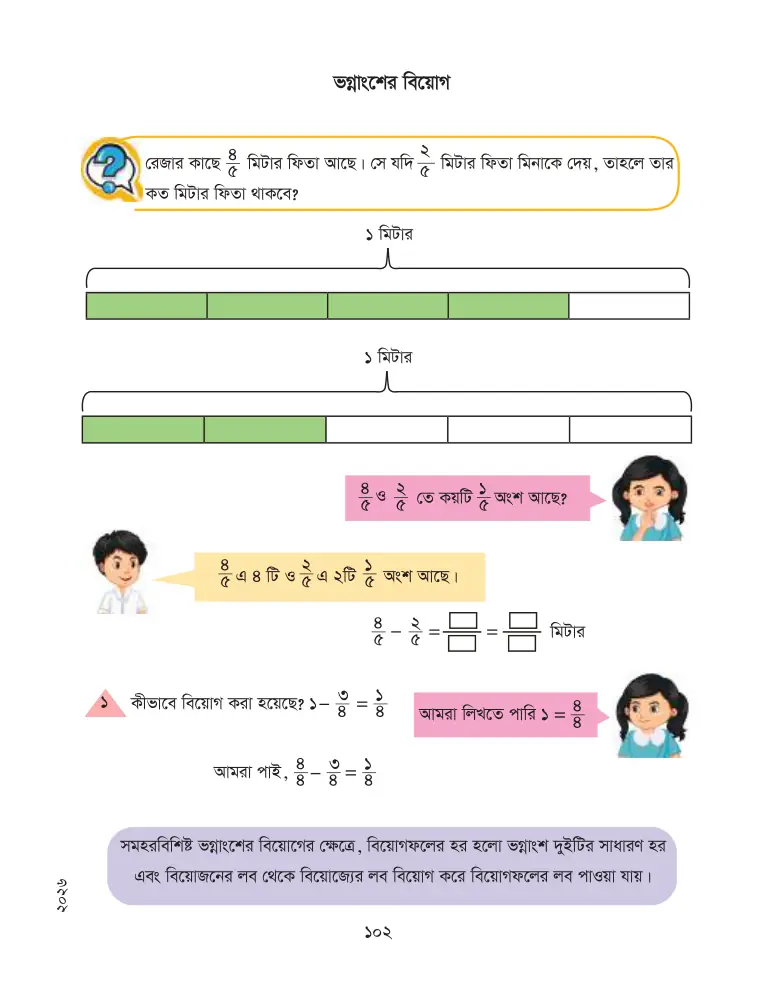 ভগ্নাংশের বিয়োগ
রেজার কাছে ৪/৫ মিটার ফিতা আছে। সে যদি ২/৫ মিটার ফিতা মিনাকে দেয়, তাহলে তার
কত মিটার ফিতা থাকবে?
১ মিটার
১ মিটার
৪/৫ ও ২/৫ তে কয়টি ১/৫ অংশ আছে?
৪/৫ এ ৪ টি ও ২/৫ এ ২টি ১/৫ অংশ আছে।
৪/৫ − ২/৫ = □/□ = □/□ মিটার
১ কীভাবে বিয়োগ করা হয়েছে? ১ − ৩/৪ = ১/৪
আমরা লিখতে পারি ১ = ৪/৪
আমরা পাই, ৪/৪ − ৩/৪ = ১/৪
সমহরবিশিষ্ট ভগ্নাংশের বিয়োগের ক্ষেত্রে, বিয়োগফলের হর হলো ভগ্নাংশ দুইটির সাধারণ হর
এবং বিয়োজনের লব থেকে বিয়োজ্যের লব বিয়োগ করে বিয়োগফলের লব পাওয়া যায়।
২০২৬
১০২